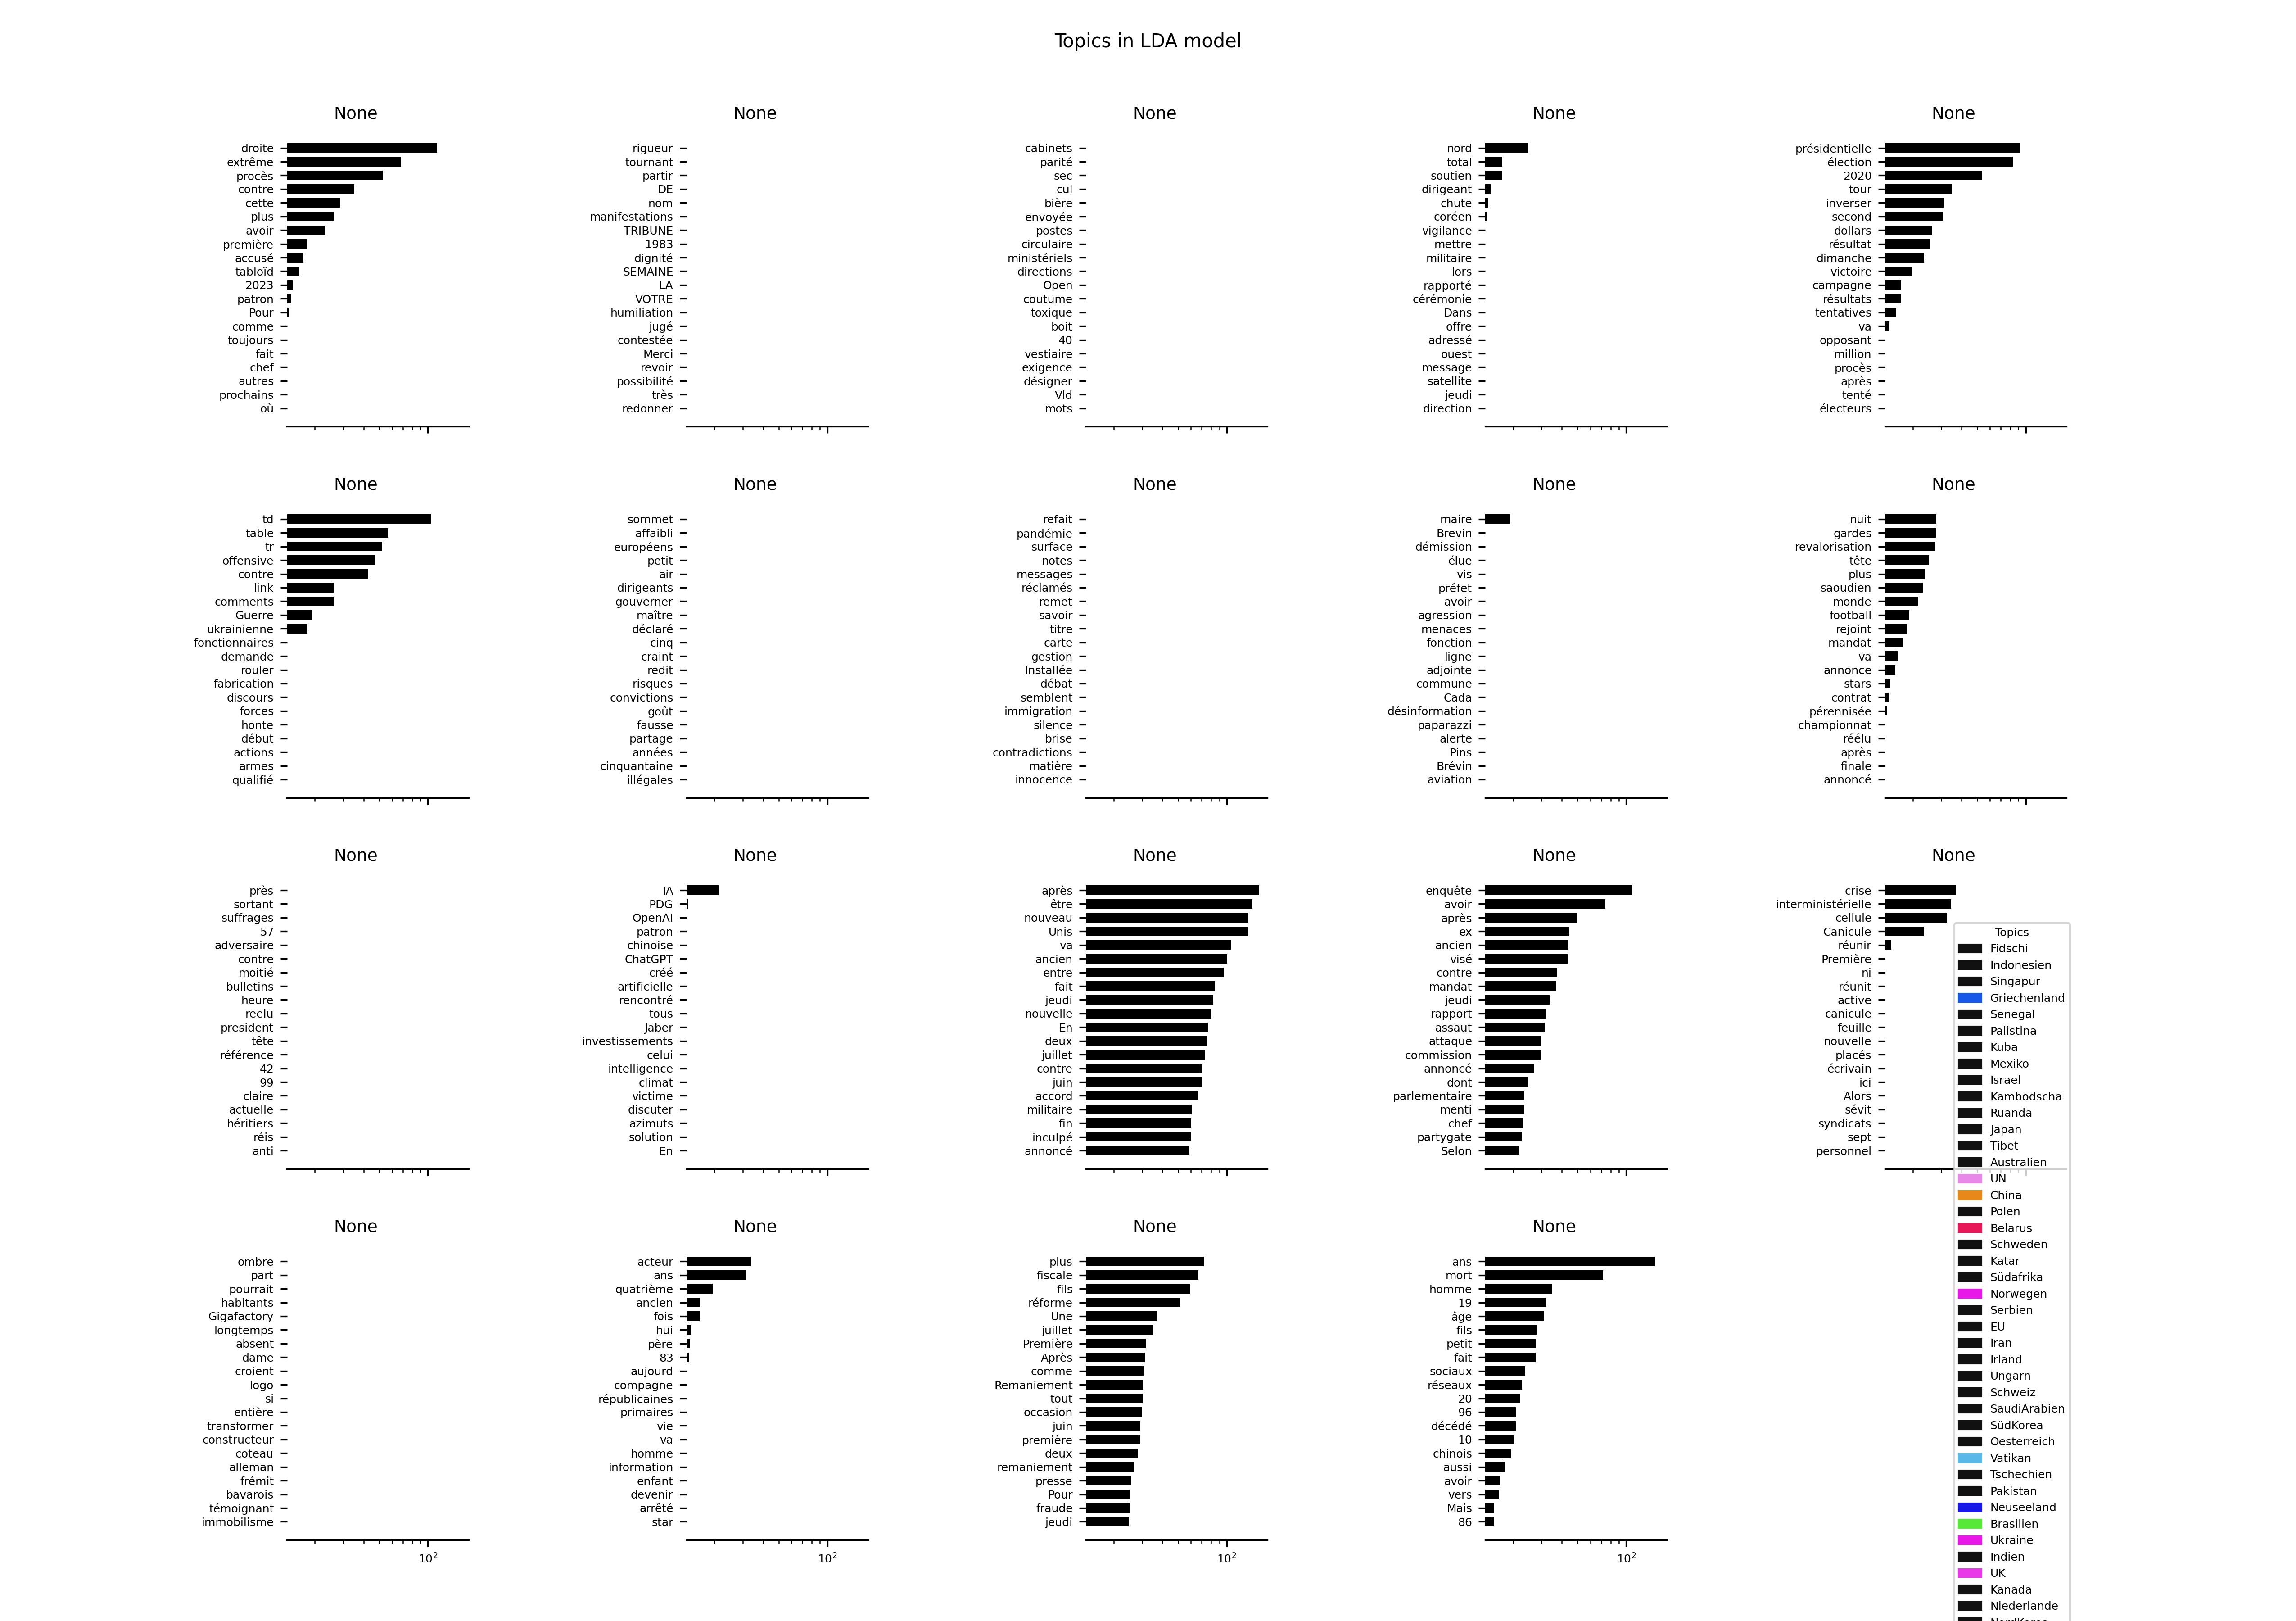 Topics in LDA model
None
droite
extrême
procès
contre
cette
plus
avoir
première
accusé
tabloïd
2023
patron
Pour
comme
toujours
fait
chef
autres
prochains
où
None
rigueur
tournant
partir
DE
nom
manifestations
TRIBUNE
1983
dignité
SEMAINE
LA
VOTRE
humiliation
jugé
contestée
Merci
revoir
possibilité
très
redonner
None
cabinets
parité
sec
cul
bière
envoyée
postes
circulaire
ministériels
directions
Open
coutume
toxique
boit
40
vestiaire
exigence
désigner
Vld
mots
None
nord
total
soutien
dirigeant
chute
coréen
vigilance
mettre
militaire
lors
rapporté
cérémonie
Dans
offre
adressé
ouest
message
satellite
jeudi
direction
None
présidentielle
élection
2020
tour
inverser
second
dollars
résultat
dimanche
victoire
campagne
résultats
tentatives
va
opposant
million
procès
après
tenté
électeurs
None
td
table
tr
offensive
contre
link
comments
Guerre
ukrainienne
fonctionnaires
demande
rouler
fabrication
discours
forces
honte
début
actions
armes
qualifié
None
sommet
affaibli
européens
petit
air
dirigeants
gouverner
maître
déclaré
cinq
craint
redit
risques
convictions
goût
fausse
partage
années
cinquantaine
illégales
None
refait
pandémie
surface
notes
messages
réclamés
remet
savoir
titre
carte
gestion
Installée
débat
semblent
immigration
silence
brise
contradictions
matière
innocence
None
maire
Brevin
démission
élue
vis
préfet
avoir
agression
menaces
fonction
ligne
adjointe
commune
Cada
désinformation
paparazzi
alerte
Pins
Brévin
aviation
None
nuit
gardes
revalorisation
tête
plus
saoudien
monde
football
rejoint
mandat
va
annonce
stars
contrat
pérennisée
championnat
réélu
après
finale
annoncé
None
près
sortant
suffrages
57
adversaire
contre
moitié
bulletins
heure
reelu
president
tête
référence
42
99
claire
actuelle
héritiers
réis
anti
None
IA
PDG
OpenAI
patron
chinoise
ChatGPT
créé
artificielle
rencontré
tous
Jaber
investissements
celui
intelligence
climat
victime
discuter
azimuts
solution
En
None
après
être
nouveau
Unis
va
ancien
entre
fait
jeudi
nouvelle
En
deux
juillet
contre
juin
accord
militaire
fin
inculpé
annoncé
None
enquête
avoir
après
ex
ancien
visé
contre
mandat
jeudi
rapport
assaut
attaque
commission
annoncé
dont
parlementaire
menti
chef
partygate
Selon
None
crise
interministérielle
cellule
Canicule
réunir
Première
ni
réunit
active
canicule
feuille
nouvelle
placés
écrivain
ici
Alors
sévit
syndicats
sept
personnel
None
ombre
part
pourrait
habitants
Gigafactory
longtemps
absent
dame
croient
logo
si
entière
transformer
constructeur
coteau
alleman
frémit
bavarois
témoignant
immobilisme
10²
None
acteur
ans
quatrième
ancien
fois
hui
père
83
aujourd
compagne
républicaines
primaires
vie
va
homme
information
enfant
devenir
arrêté
star
10²
None
plus
fiscale
fils
réforme
Une
juillet
Première
Après
comme
Remaniement
tout
occasion
juin
première
deux
remaniement
presse
Pour
fraude
jeudi
10²
None
ans
mort
homme
19
âge
fils
petit
fait
sociaux
réseaux
20
96
décédé
10
chinois
aussi
avoir
vers
Mais
86
10²
Topics
Fidschi
Indonesien
Singapur
Griechenland
Senegal
Palistina
Kuba
Mexiko
Israel
Kambodscha
Ruanda
Japan
Tibet
Australien
UN
China
Polen
Belarus
Schweden
Katar
Südafrika
Norwegen
Serbien
EU
Iran
Irland
Ungarn
Schweiz
SaudiArabien
SüdKorea
Oesterreich
Vatikan
Tschechien
Pakistan
Neuseeland
Brasilien
Ukraine
Indien
UK
Kanada
Niederlande